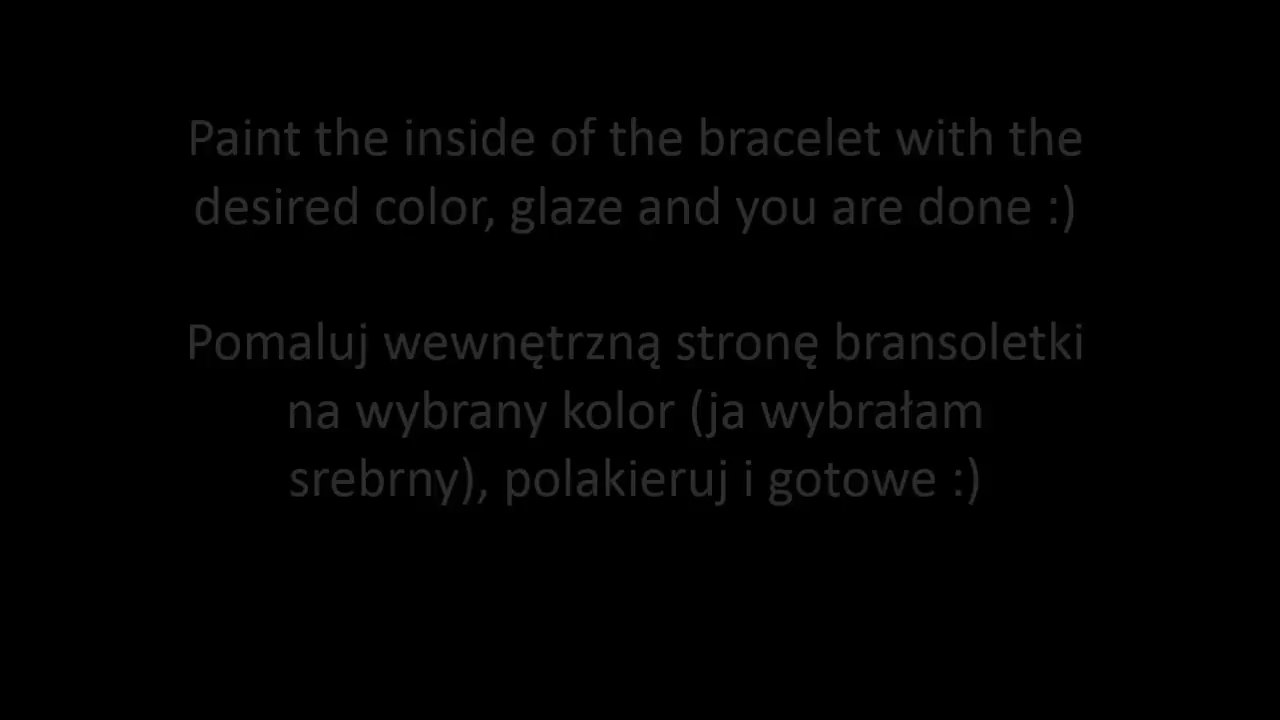 Paint the inside of the bracelet with the
desired color, glaze and you are done :)
Pomaluj wewnętrzną stronę bransoletki
na wybrany kolor (ja wybrałam
srebrny), polakieruj i gotowe :)